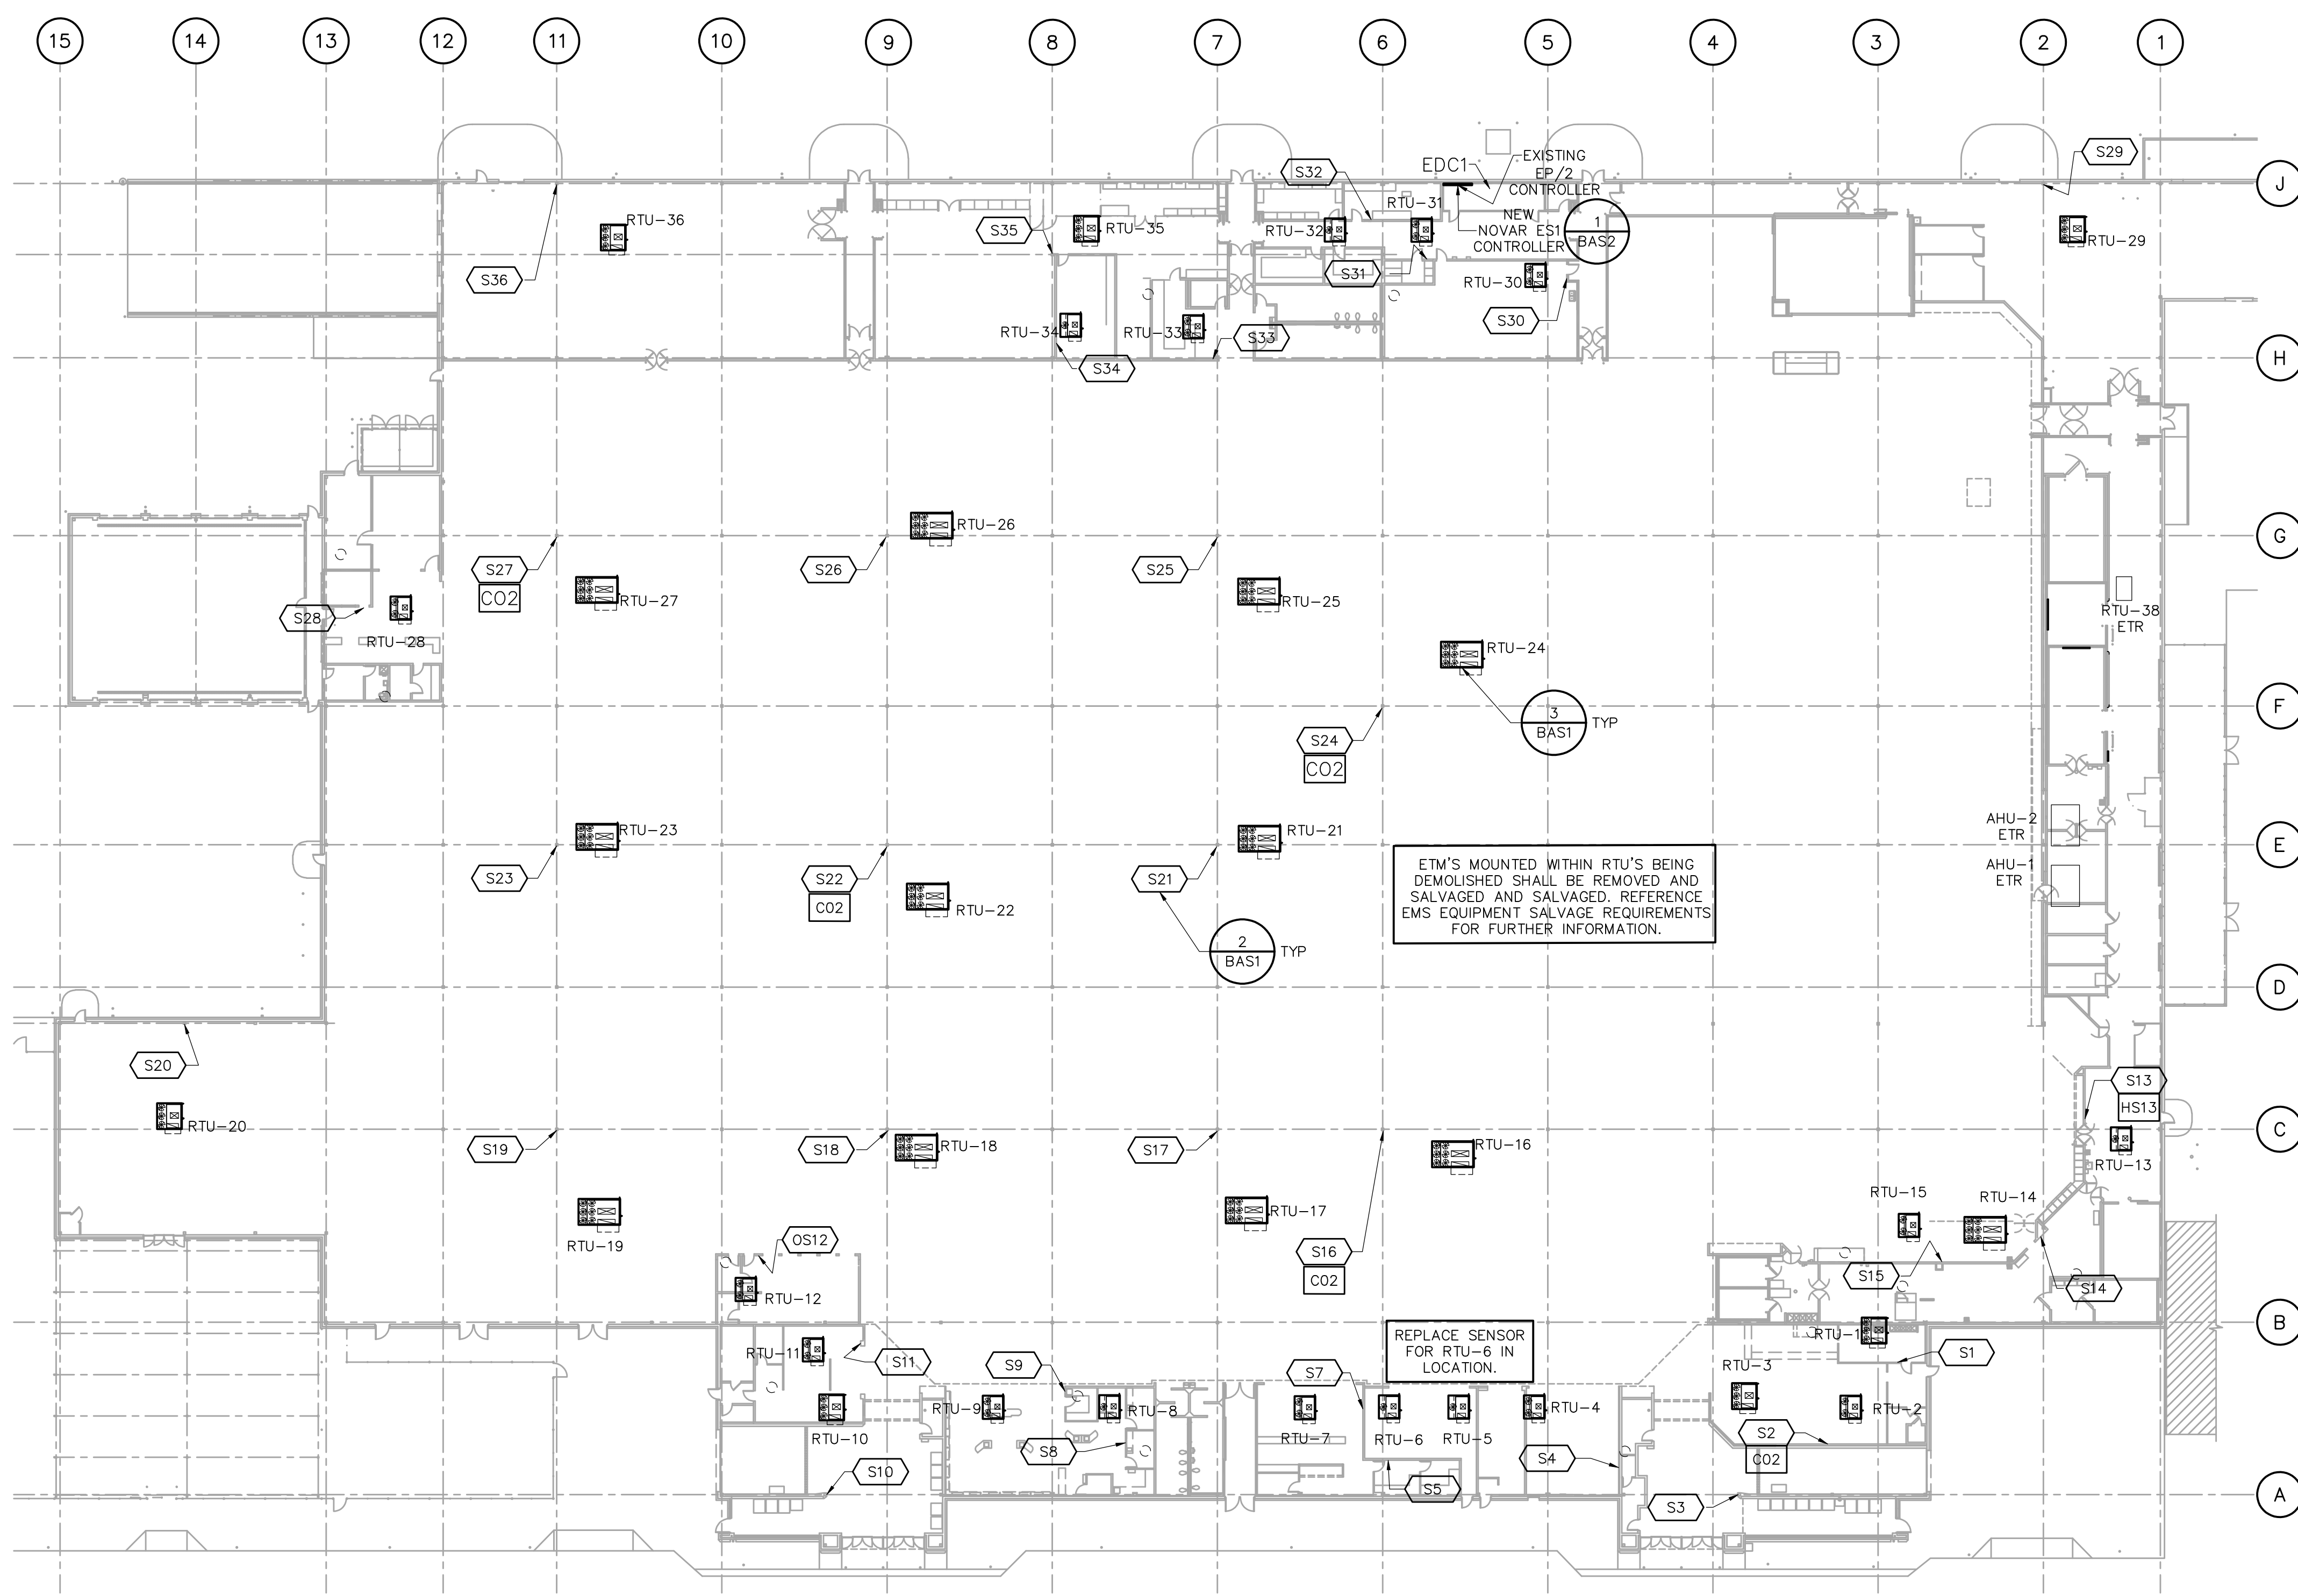 15
14
13
12
11
10
9
8
7
6
5
4
3
2
1
J
H
G
F
E
D
C
B
A
S29
S32
EDC1
EXISTING
EP/2
CONTROLLER
RTU-31
NEW
NOVAR ES1
CONTROLLER
1
BAS2
RTU-36
S35
RTU-35
RTU-32
RTU-29
S36
S31
RTU-30
S30
RTU-34
RTU-33
S33
S34
RTU-26
S27
CO2
S26
S25
RTU-27
RTU-25
S28
RTU-28
RTU-38
ETR
RTU-24
3
BAS1
TYP
S24
CO2
RTU-23
RTU-21
AHU-2
ETR
S23
S22
CO2
S21
RTU-22
ETM'S MOUNTED WITHIN RTU'S BEING
DEMOLISHED SHALL BE REMOVED AND
SALVAGED AND SALVAGED. REFERENCE
EMS EQUIPMENT SALVAGE REQUIREMENTS
FOR FURTHER INFORMATION.
AHU-1
ETR
2
BAS1
TYP
S20
S13
HS13
RTU-20
S19
S18
RTU-18
S17
RTU-16
RTU-13
RTU-15
RTU-14
RTU-17
RTU-19
OS12
S16
CO2
S15
S14
RTU-12
REPLACE SENSOR
FOR RTU-6 IN
LOCATION.
RTU-1
RTU-11
S11
S9
S7
S1
RTU-3
RTU-9
RTU-8
RTU-4
RTU-2
RTU-10
RTU-7
RTU-6
RTU-5
S2
CO2
S8
S4
S10
S5
S3